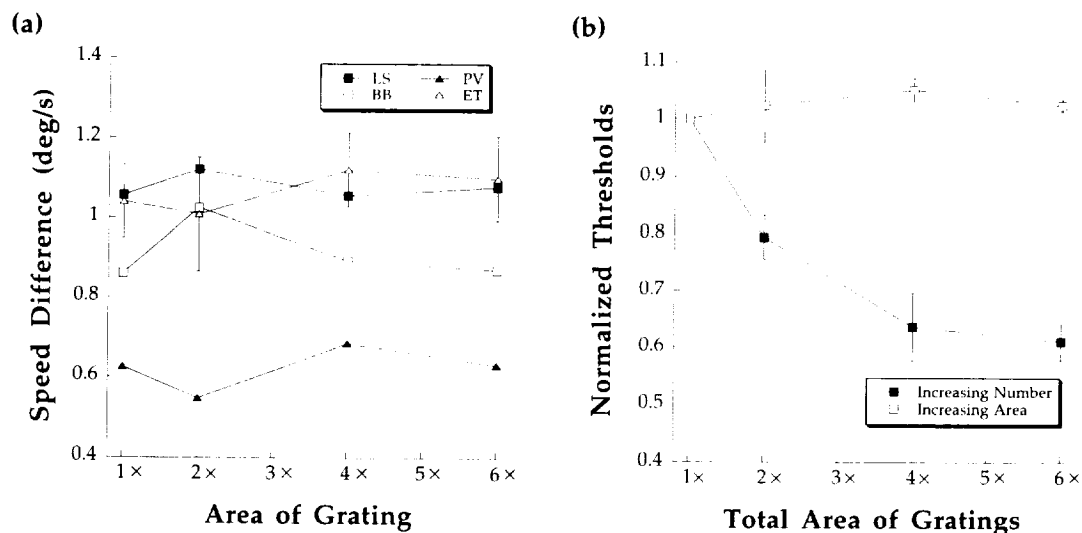 (a)
Speed Difference (deg/s)
1.4
1.2
1
0.8
0.6
0.4
LS PV
BB ET
1× 2× 3× 4× 5× 6×
Area of Grating
(b)
Normalized Thresholds
1.1
1
0.9
0.8
0.7
0.6
0.5
0.4
Increasing Number
Increasing Area
1× 2× 3× 4× 5× 6×
Total Area of Gratings